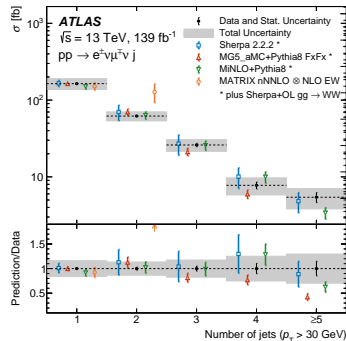 σ [fb]
ATLAS
√s = 13 TeV, 139 fb⁻¹
pp → e±νμ∓ν j
Data and Stat. Uncertainty
Total Uncertainty
Sherpa 2.2.2 *
MG5_aMC+Pythia8 FxFx *
MiNLO+Pythia8 *
MATRIX nNNLO ⊗ NLO EW
* plus Sherpa+OL gg → WW
10³
10²
10
Prediction/Data
1.5
1.0
0.5
1 2 3 4 ≥5
Number of jets (p_T > 30 GeV)